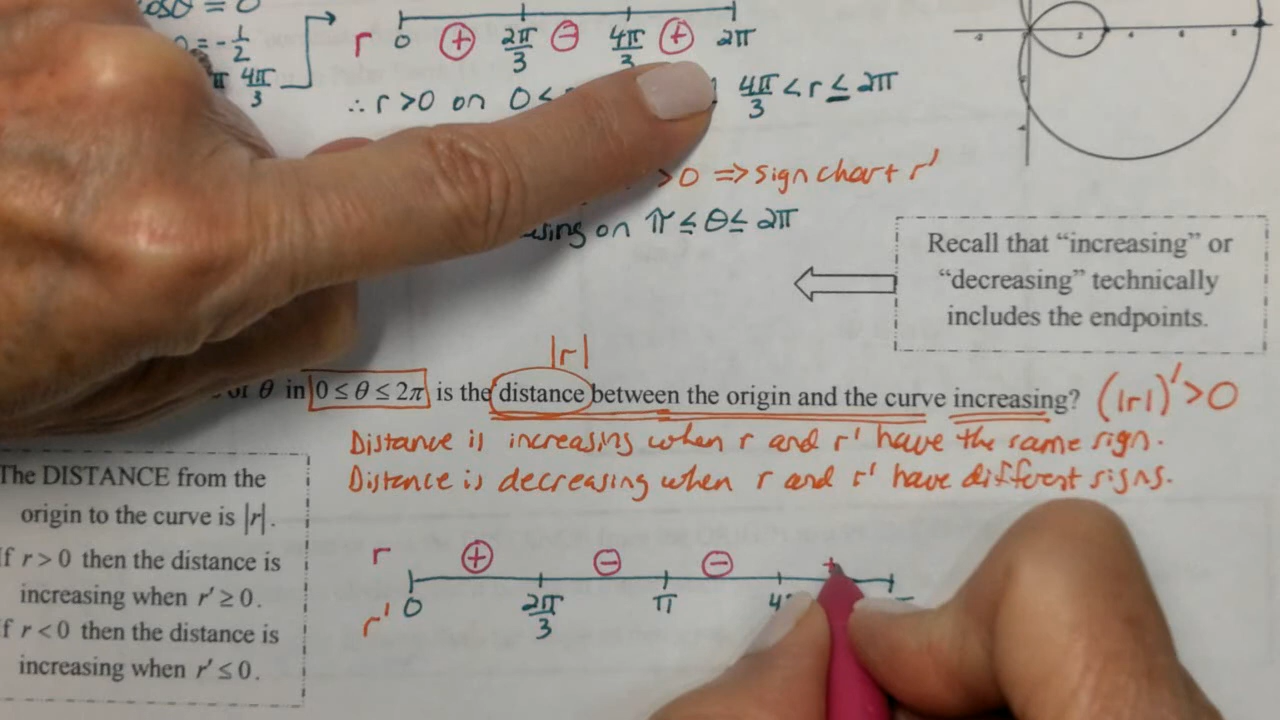 = 0
= -1/2
4π/3
r 0 ⊕ 2π/3 ⊖ 4π/3 ⊕ 2π
∴ r > 0 on 0 < 4π/3 < r ≤ 2π
> 0 => sign chart r'
on π ≤ θ ≤ 2π
Recall that “increasing” or
“decreasing” technically
includes the endpoints.
|r|
θ in 0 ≤ θ ≤ 2π is the distance between the origin and the curve increasing? (|r|)' > 0
Distance is increasing when r and r' have the same sign.
Distance is decreasing when r and r' have different signs.
The DISTANCE from the
origin to the curve is |r|.
If r > 0 then the distance is
increasing when r' ≥ 0.
If r < 0 then the distance is
increasing when r' ≤ 0.
r ⊕ ⊖ ⊖ +
r' 0 2π/3 π 4